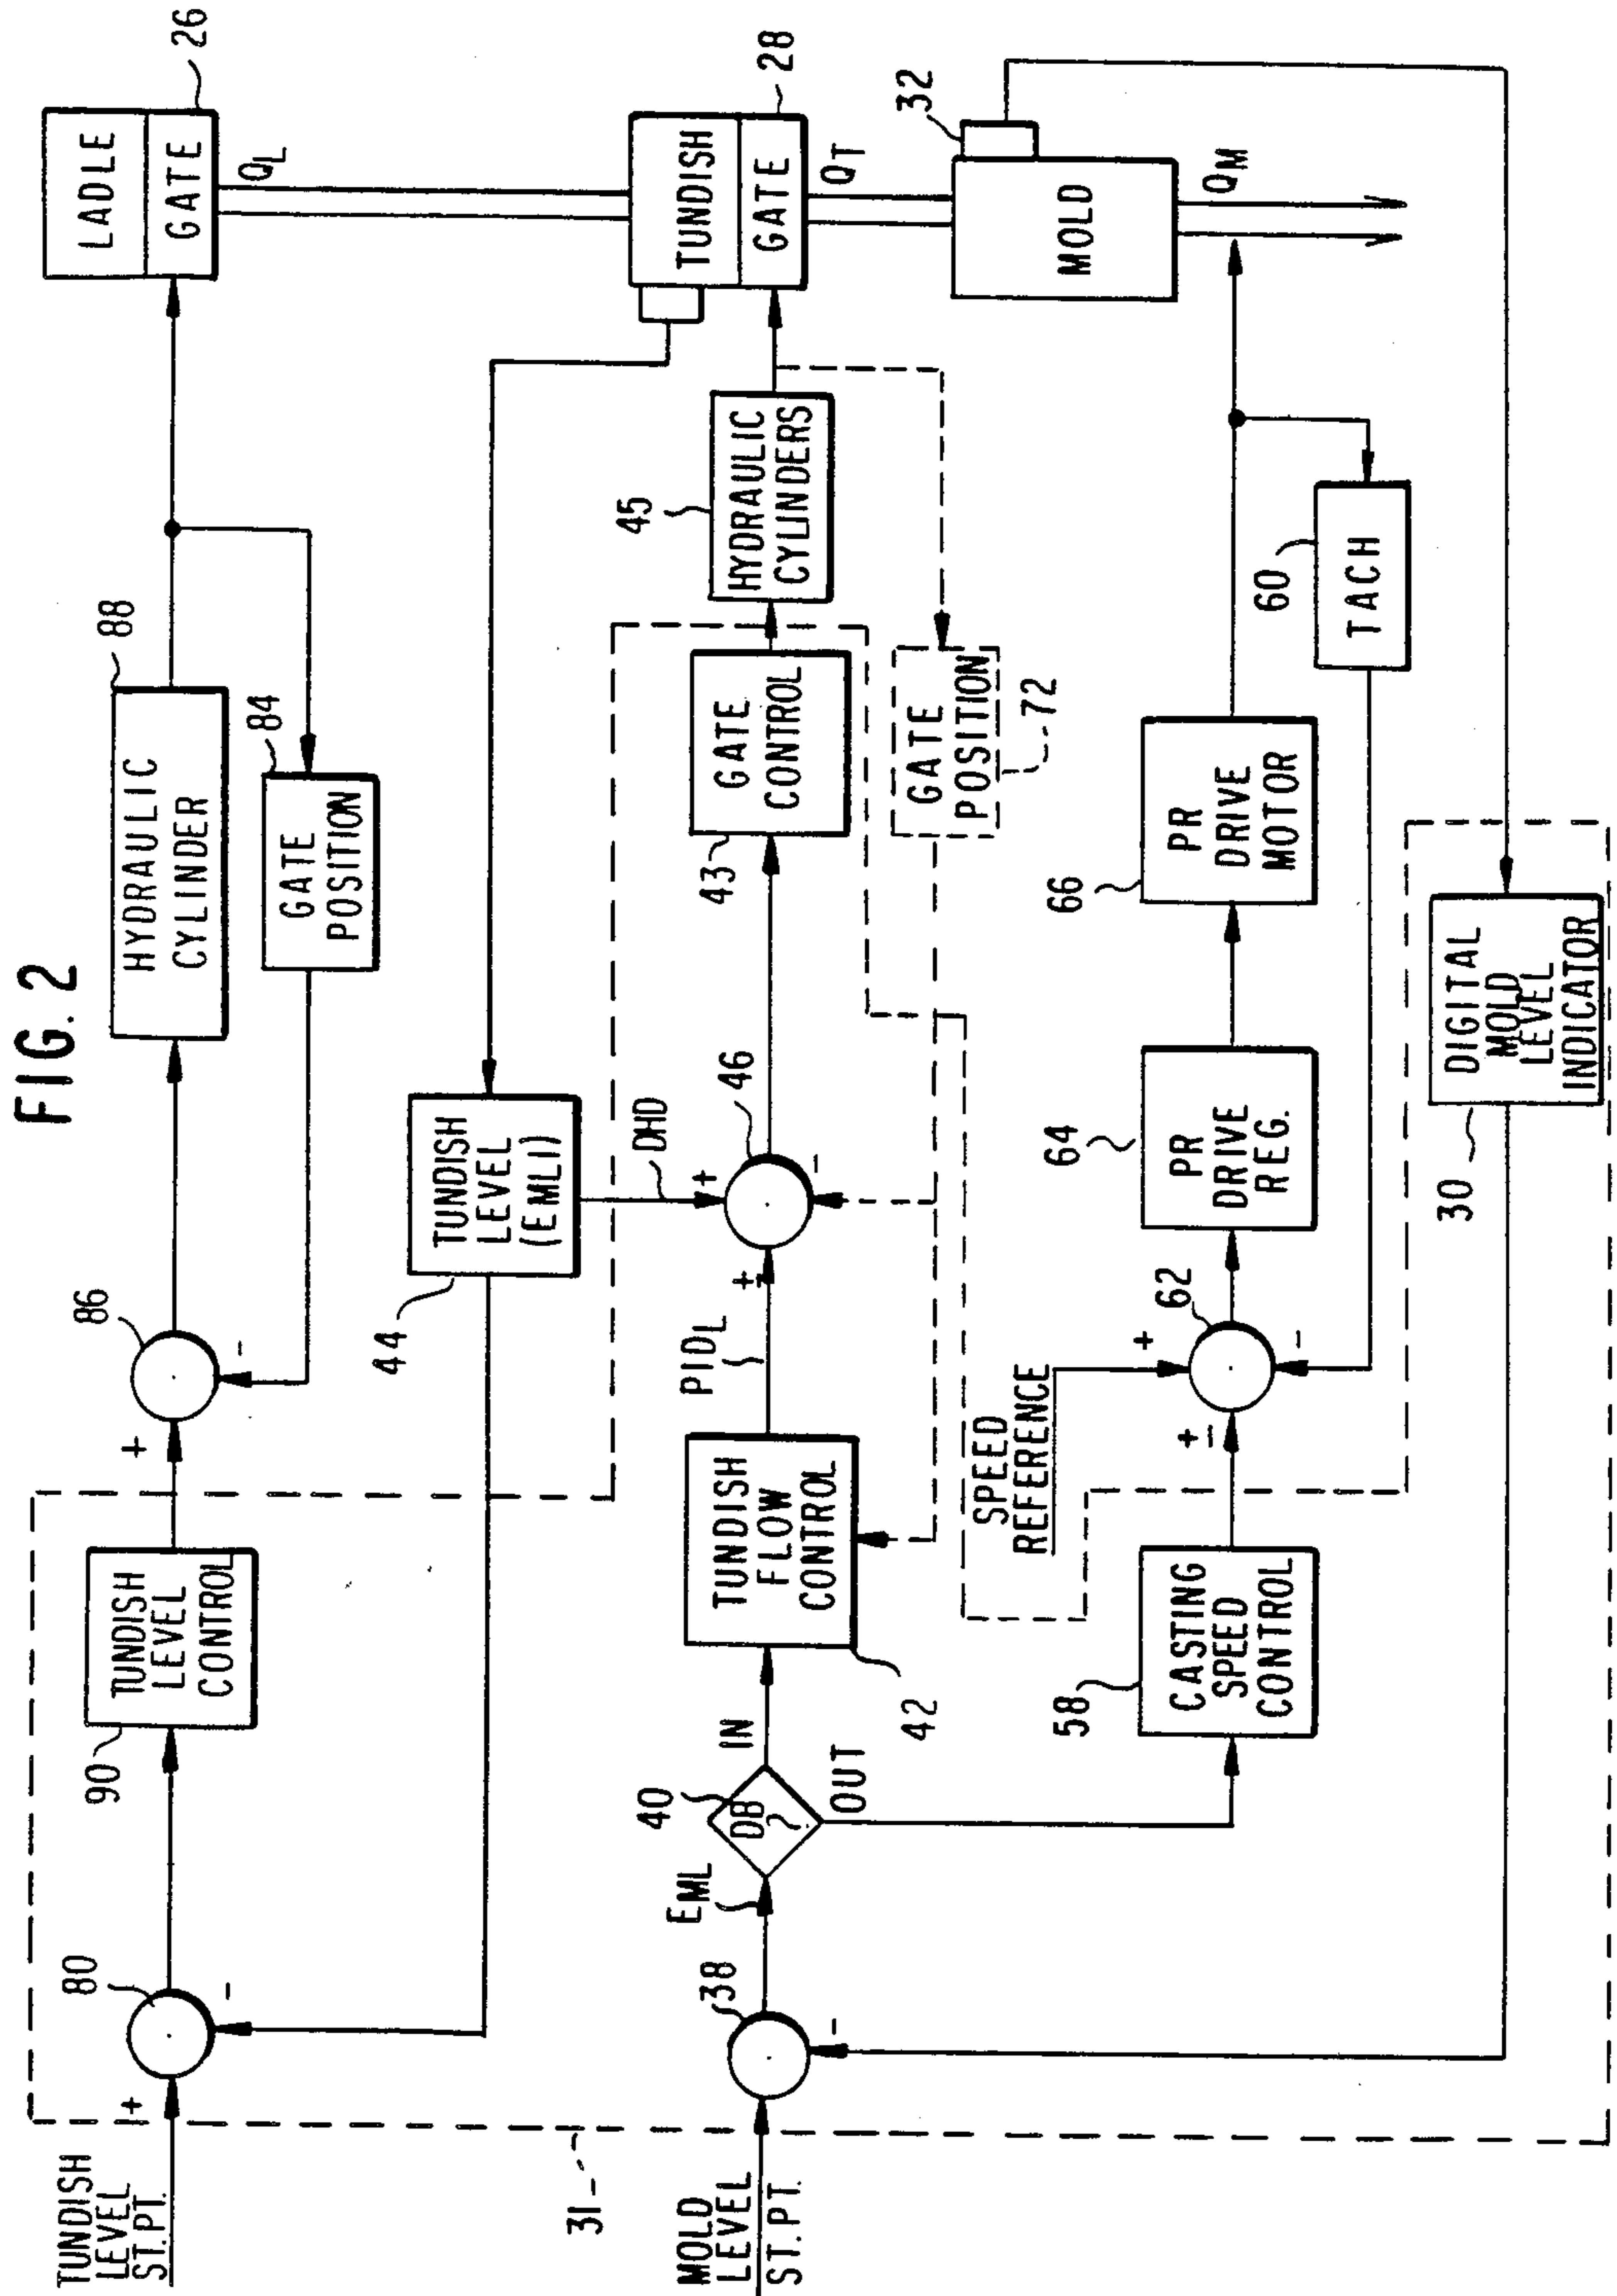 FIG. 2
LADLE
GATE
26
QL
88
HYDRAULIC
CYLINDER
84
GATE
POSITION
86
+
-
TUNDISH
LEVEL
CONTROL
90
80
+
-
TUNDISH
LEVEL
ST. PT.
TUNDISH
GATE
28
QT
TUNDISH
LEVEL
(EMLI)
44
DHD
45
HYDRAULIC
CYLINDERS
GATE
CONTROL
43
GATE
POSITION
72
46
+
-
±
PIDL
TUNDISH
FLOW
CONTROL
42
IN
OUT
40
DB
?
EML
38
-
MOLD
LEVEL
ST. PT.
31
32
MOLD
QM
60
TACH
PR
DRIVE
MOTOR
66
PR
DRIVE
REG.
64
62
+
-
±
SPEED
REFERENCE
CASTING
SPEED
CONTROL
58
DIGITAL
MOLD
LEVEL
INDICATOR
30